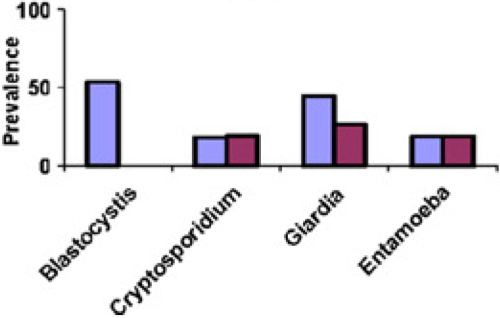 100
Prevalence
50
0
Blastocystis
Cryptosporidium
Giardia
Entamoeba